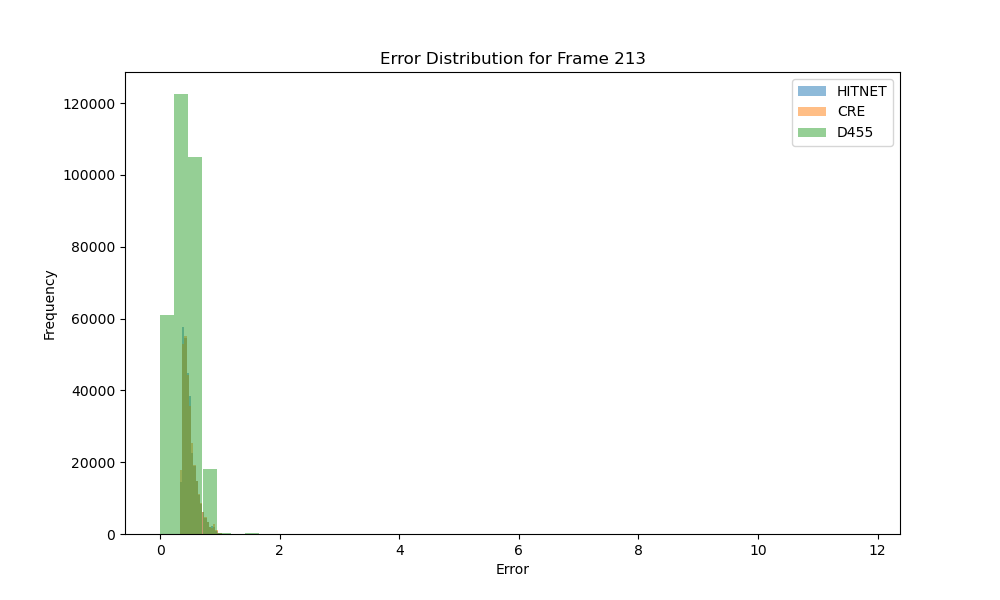 Error Distribution for Frame 213
HITNET
CRE
D455
120000
100000
80000
60000
40000
20000
0
Frequency
0 2 4 6 8 10 12
Error